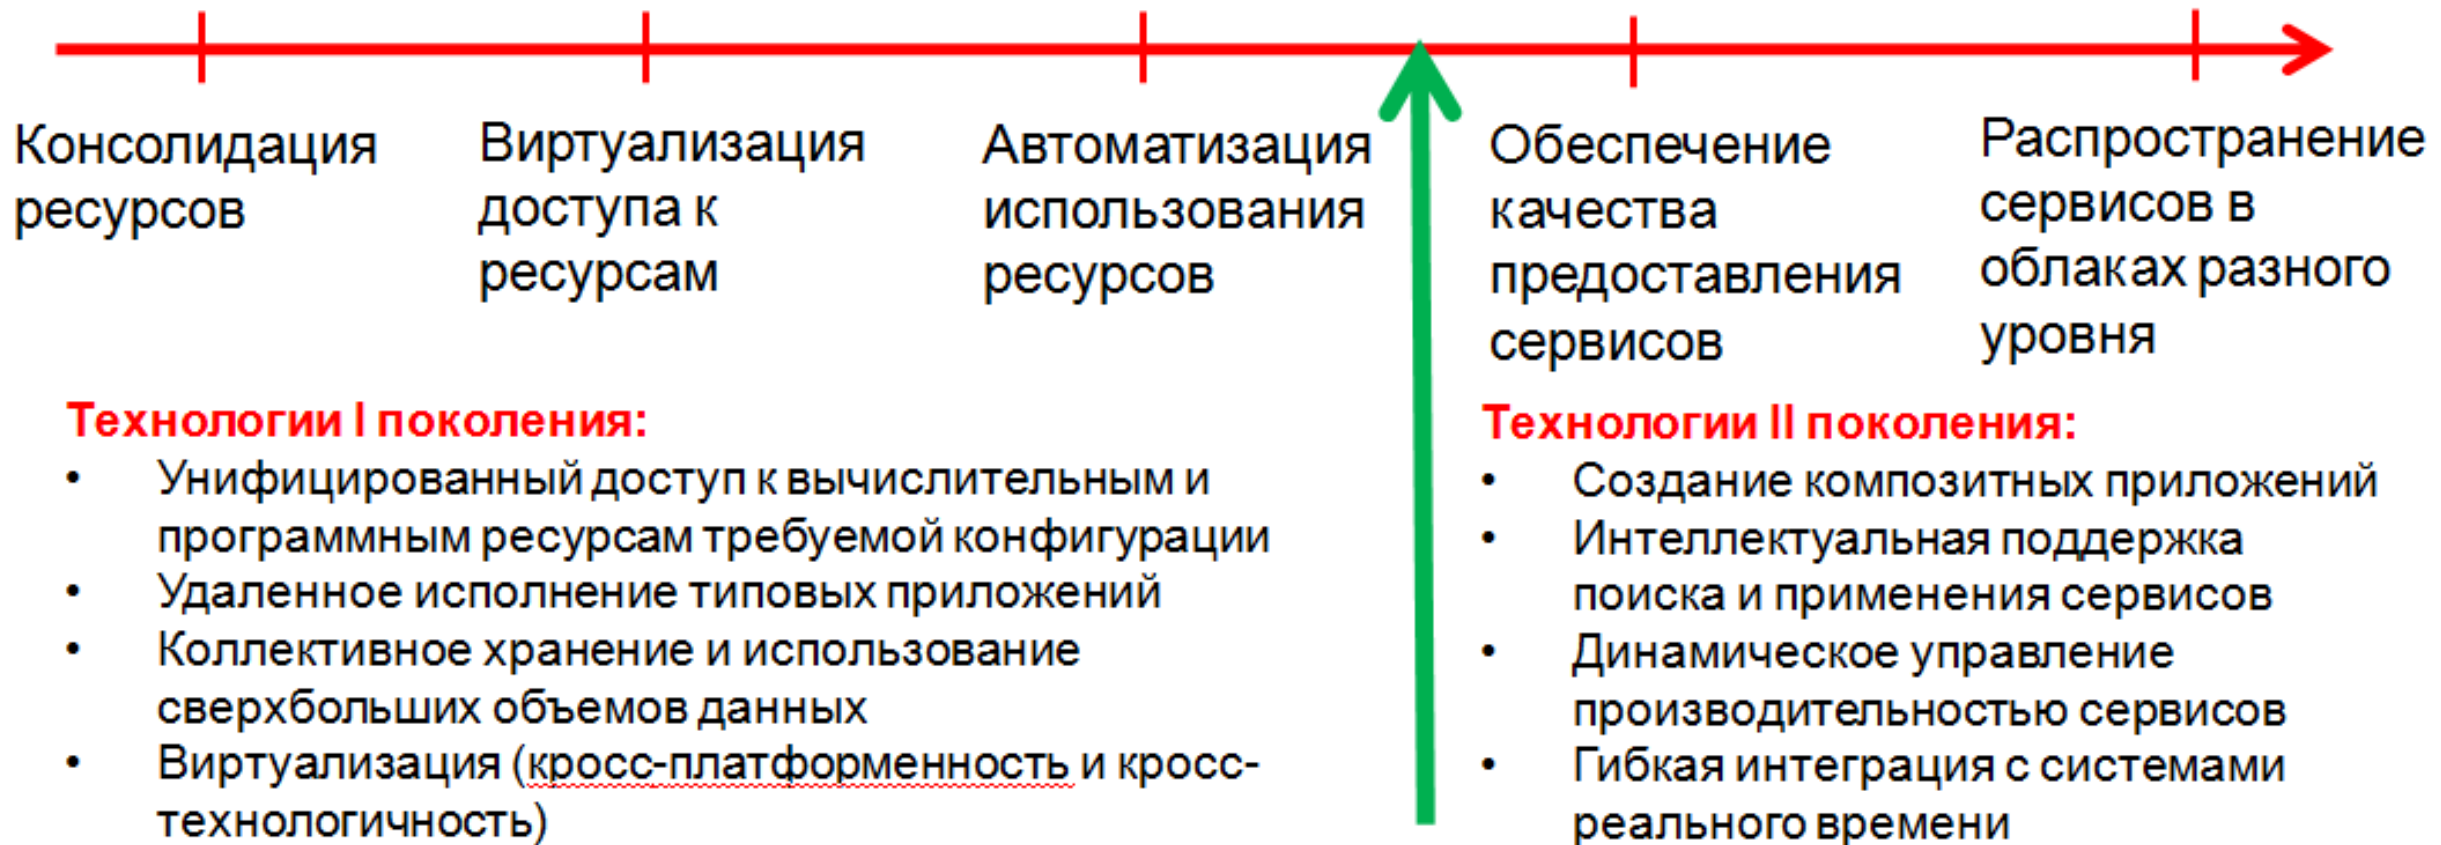 Консолидация
ресурсов
Виртуализация
доступа к
ресурсам
Автоматизация
использования
ресурсов
Обеспечение
качества
предоставления
сервисов
Распространение
сервисов в
облаках разного
уровня
Технологии I поколения:
• Унифицированный доступ к вычислительным и
программным ресурсам требуемой конфигурации
• Удаленное исполнение типовых приложений
• Коллективное хранение и использование
сверхбольших объемов данных
• Виртуализация (кросс-платформенность и кросс-
технологичность)
Технологии II поколения:
• Создание композитных приложений
• Интеллектуальная поддержка
поиска и применения сервисов
• Динамическое управление
производительностью сервисов
• Гибкая интеграция с системами
реального времени